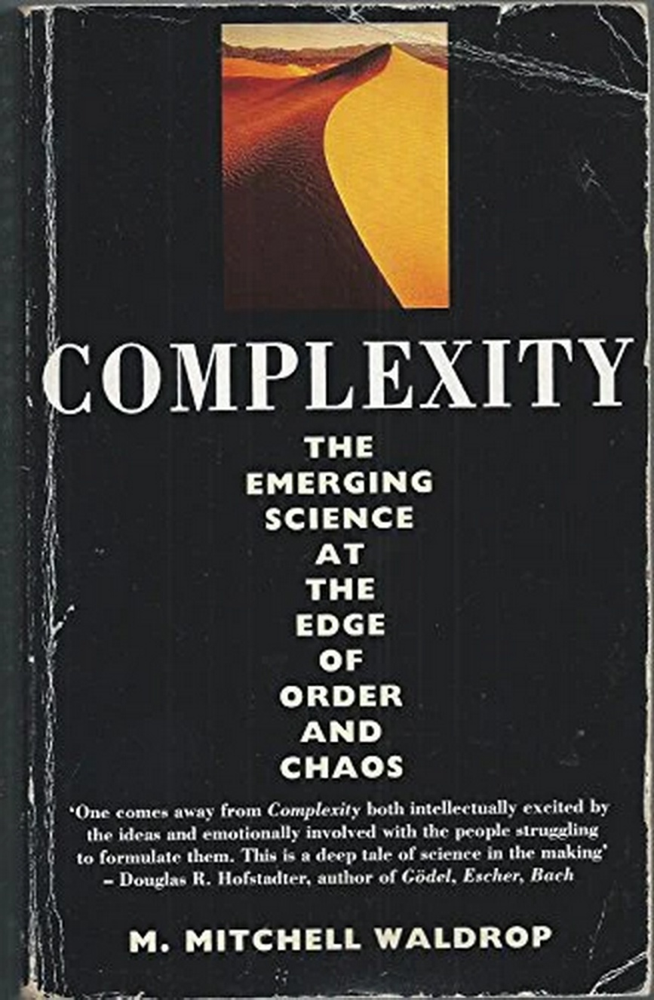 COMPLEXITY
THE
EMERGING
SCIENCE
AT
THE
EDGE
OF
ORDER
AND
CHAOS
‘One comes away from Complexity both intellectually excited by
the ideas and emotionally involved with the people struggling
to formulate them. This is a deep tale of science in the making’
– Douglas R. Hofstadter, author of Gödel, Escher, Bach
M. MITCHELL WALDROP